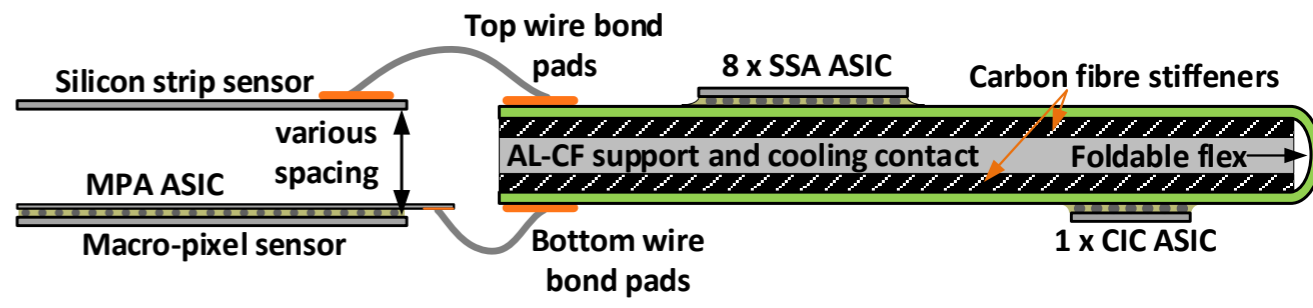 Top wire bond
pads
8 x SSA ASIC
Carbon fibre stiffeners
Silicon strip sensor
various
spacing
AL-CF support and cooling contact
Foldable flex
MPA ASIC
Macro-pixel sensor
Bottom wire
bond pads
1 x CIC ASIC